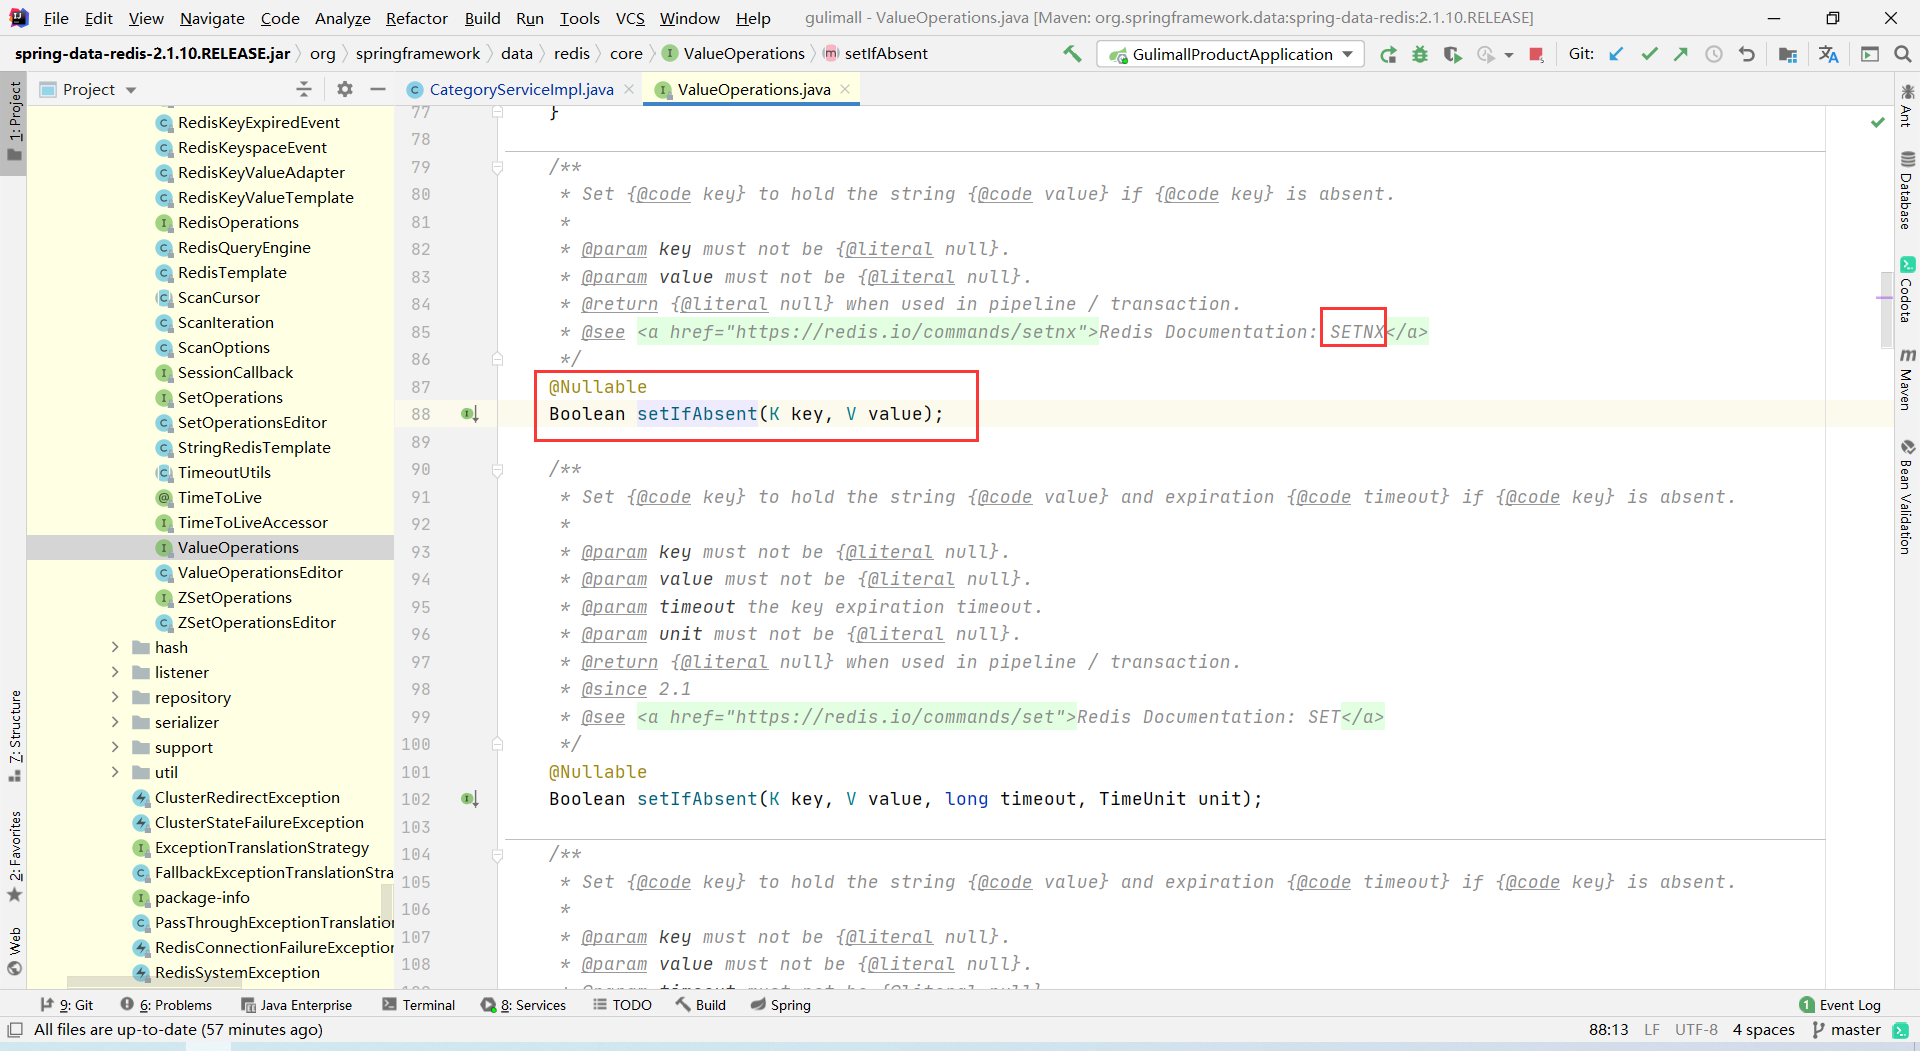 File Edit View Navigate Code Analyze Refactor Build Run Tools VCS Window Help gulimall - ValueOperations.java [Maven: org.springframework.data:spring-data-redis:2.1.10.RELEASE]
spring-data-redis-2.1.10.RELEASE.jar org springframework data redis core ValueOperations setIfAbsent GulimallProductApplication Git:
Project
CategoryServiceImpl.java
ValueOperations.java
1: Project
7: Structure
2: Favorites
Web
RedisKeyExpiredEvent
RedisKeyspaceEvent
RedisKeyValueAdapter
RedisKeyValueTemplate
RedisOperations
RedisQueryEngine
RedisTemplate
ScanCursor
ScanIteration
ScanOptions
SessionCallback
SetOperations
SetOperationsEditor
StringRedisTemplate
TimeoutUtils
TimeToLive
TimeToLiveAccessor
ValueOperations
ValueOperationsEditor
ZSetOperations
ZSetOperationsEditor
hash
listener
repository
serializer
support
util
ClusterRedirectException
ClusterStateFailureException
ExceptionTranslationStrategy
FallbackExceptionTranslationStra
package-info
PassThroughExceptionTranslatio
RedisConnectionFailureException
RedisSystemException
77 }
78
79 /**
80 * Set {@code key} to hold the string {@code value} if {@code key} is absent.
81 *
82 * @param key must not be {@literal null}.
83 * @param value must not be {@literal null}.
84 * @return {@literal null} when used in pipeline / transaction.
85 * @see <a href="https://redis.io/commands/setnx">Redis Documentation: SETNX</a>
86 */
87 @Nullable
88 Boolean setIfAbsent(K key, V value);
89
90 /**
91 * Set {@code key} to hold the string {@code value} and expiration {@code timeout} if {@code key} is absent.
92 *
93 * @param key must not be {@literal null}.
94 * @param value must not be {@literal null}.
95 * @param timeout the key expiration timeout.
96 * @param unit must not be {@literal null}.
97 * @return {@literal null} when used in pipeline / transaction.
98 * @since 2.1
99 * @see <a href="https://redis.io/commands/set">Redis Documentation: SET</a>
100 */
101 @Nullable
102 Boolean setIfAbsent(K key, V value, long timeout, TimeUnit unit);
103
104 /**
105 * Set {@code key} to hold the string {@code value} and expiration {@code timeout} if {@code key} is absent.
106 *
107 * @param key must not be {@literal null}.
108 * @param value must not be {@literal null}.
Ant
Database
Codota
Maven
Bean Validation
9: Git 6: Problems Java Enterprise Terminal 8: Services TODO Build Spring 1 Event Log
All files are up-to-date (57 minutes ago) 88:13 LF UTF-8 4 spaces master